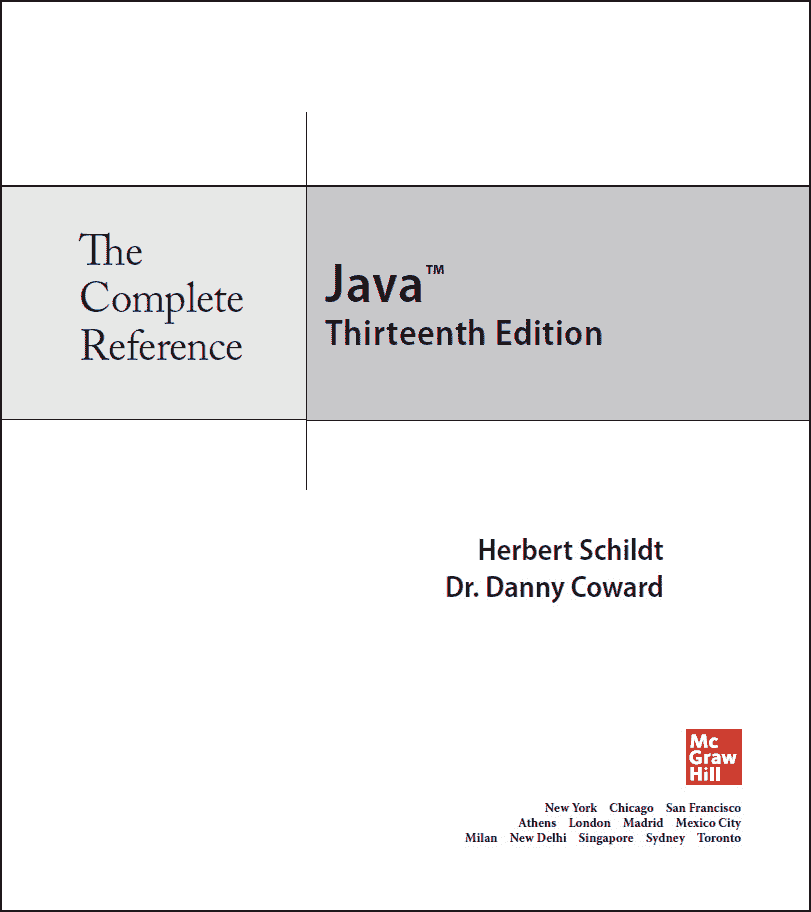 The
Complete
Reference
Java™
Thirteenth Edition
Herbert Schildt
Dr. Danny Coward
Mc
Graw
Hill
New York Chicago San Francisco
Athens London Madrid Mexico City
Milan New Delhi Singapore Sydney Toronto